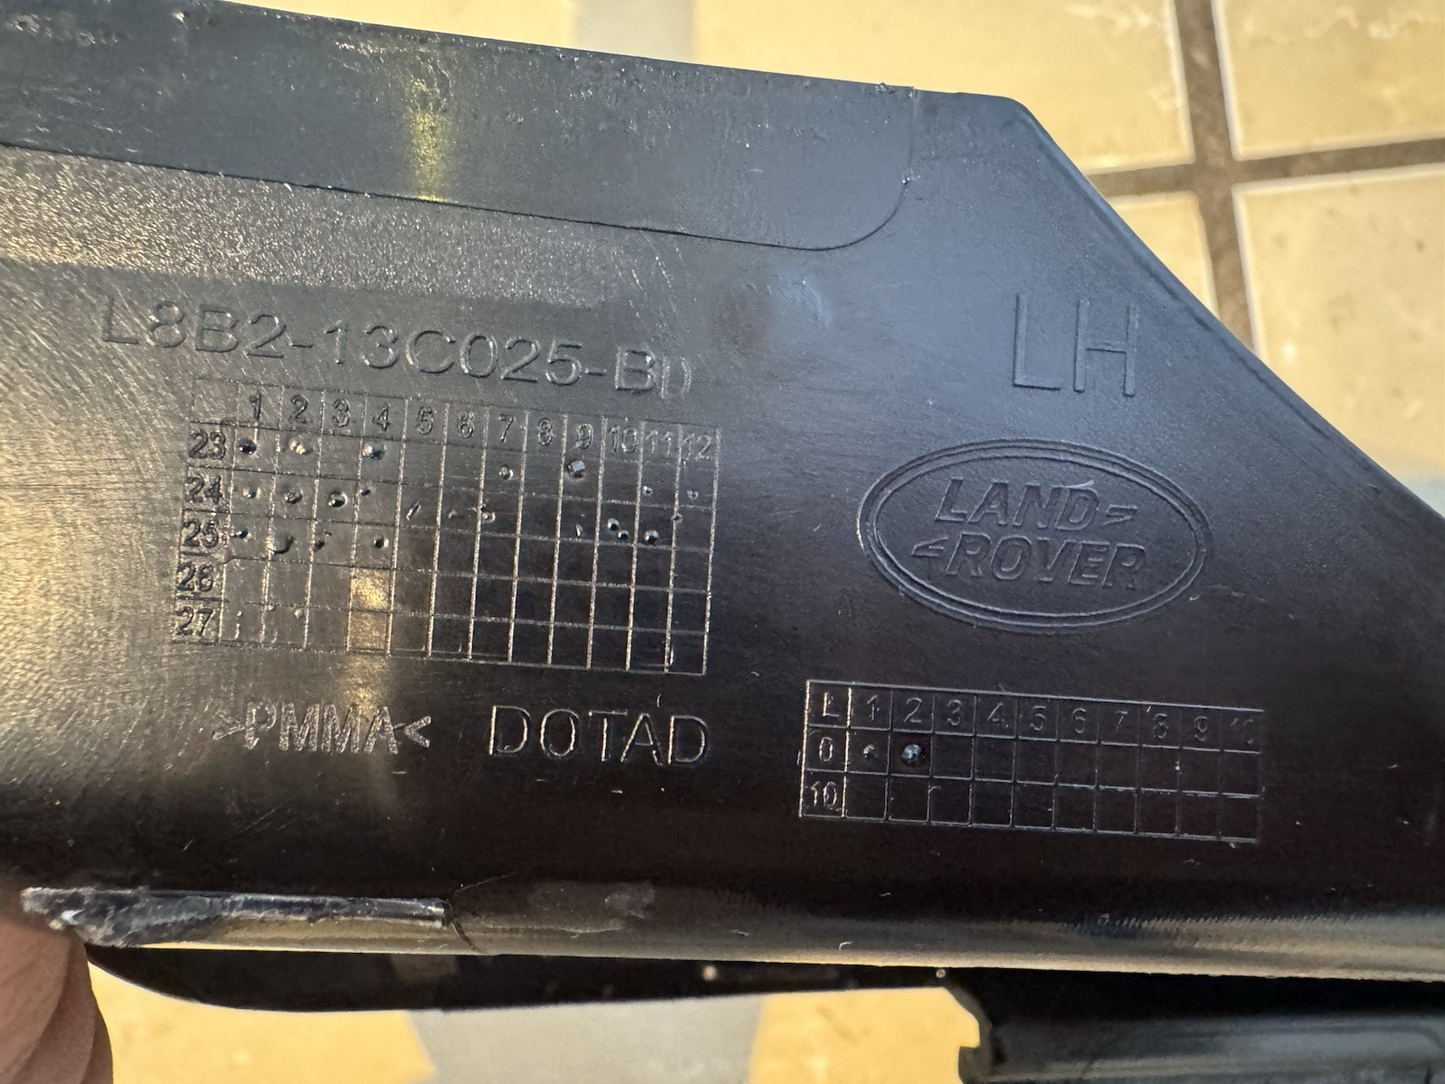 L8B2-13C025-BD
LH
1 2 3 4 5 6 7 8 9 10 11 12
23
24
25
26
27
LAND
ROVER
>PMMA< DOTAD
L 1 2 3 4 5 6 7 8 9 10
0
10